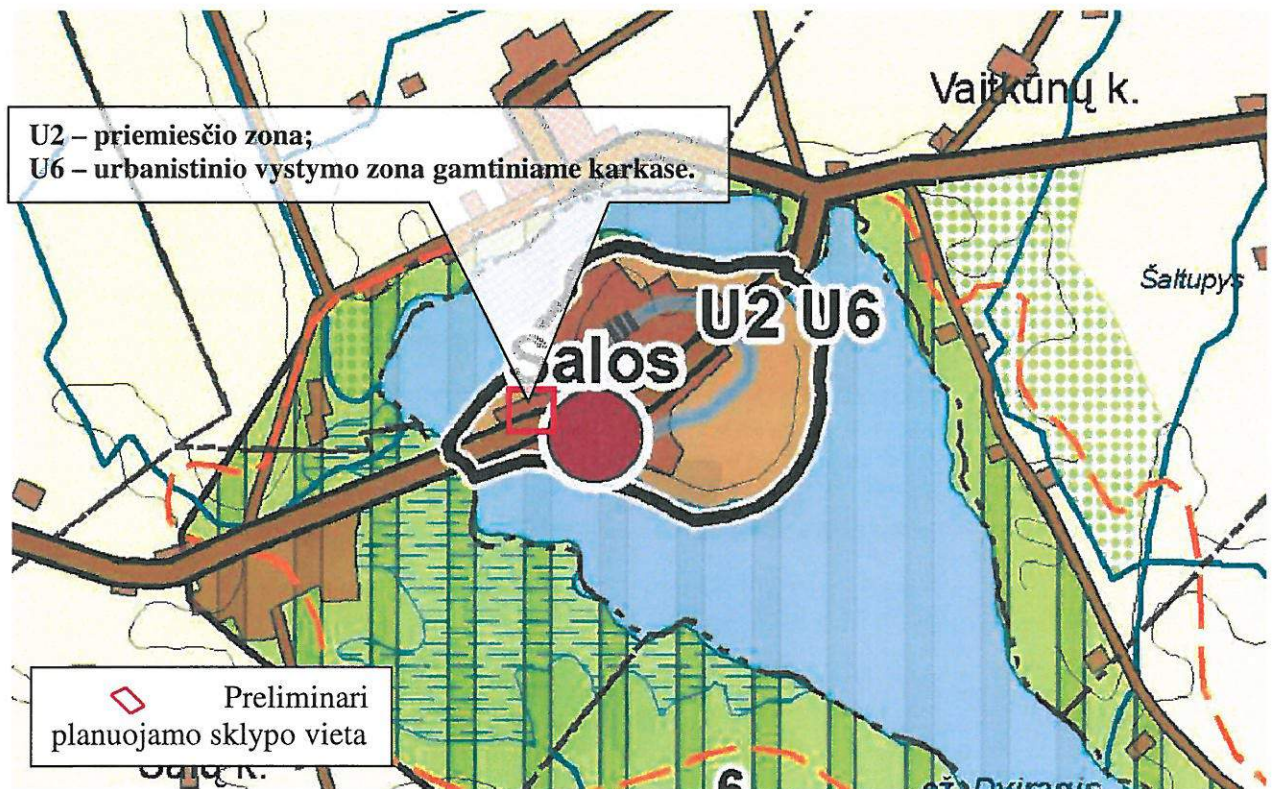 Vaitkūnų k.
U2 – priemiesčio zona;
U6 – urbanistinio vystymo zona gamtiniame karkase.
Šaltupys
U2 U6
Salos
Preliminari
planuojamo sklypo vieta
k.
6
Dviragis